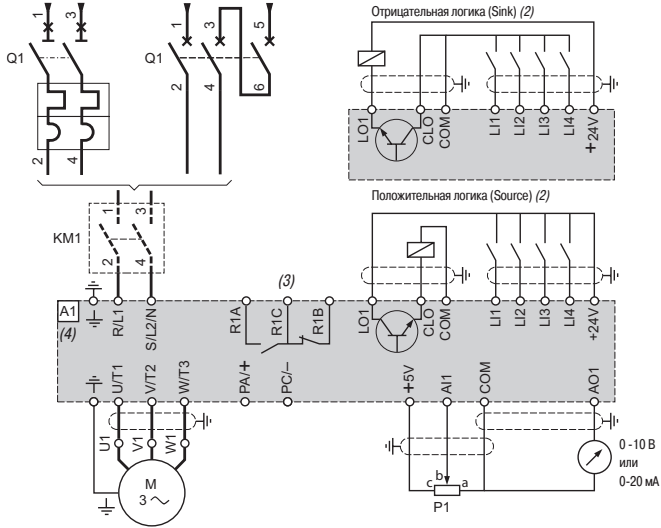 Отрицательная логика (Sink) (2)
1 3 1 3 5
Q1 Q1
2 4 6
2 4
LO1 CLO COM LI1 LI2 LI3 LI4 +24V
Положительная логика (Source) (2)
1 3
KM1
2 4
(3)
A1
(4)
R/L1 S/L2/N R1A R1C R1B LO1 CLO COM LI1 LI2 LI3 LI4 +24V
U/T1 V/T2 W/T3 PA/+ PC/– +5V AI1 COM AO1
U1 V1 W1
0 -10 В
или
0-20 мА
b
c a
P1
M
3